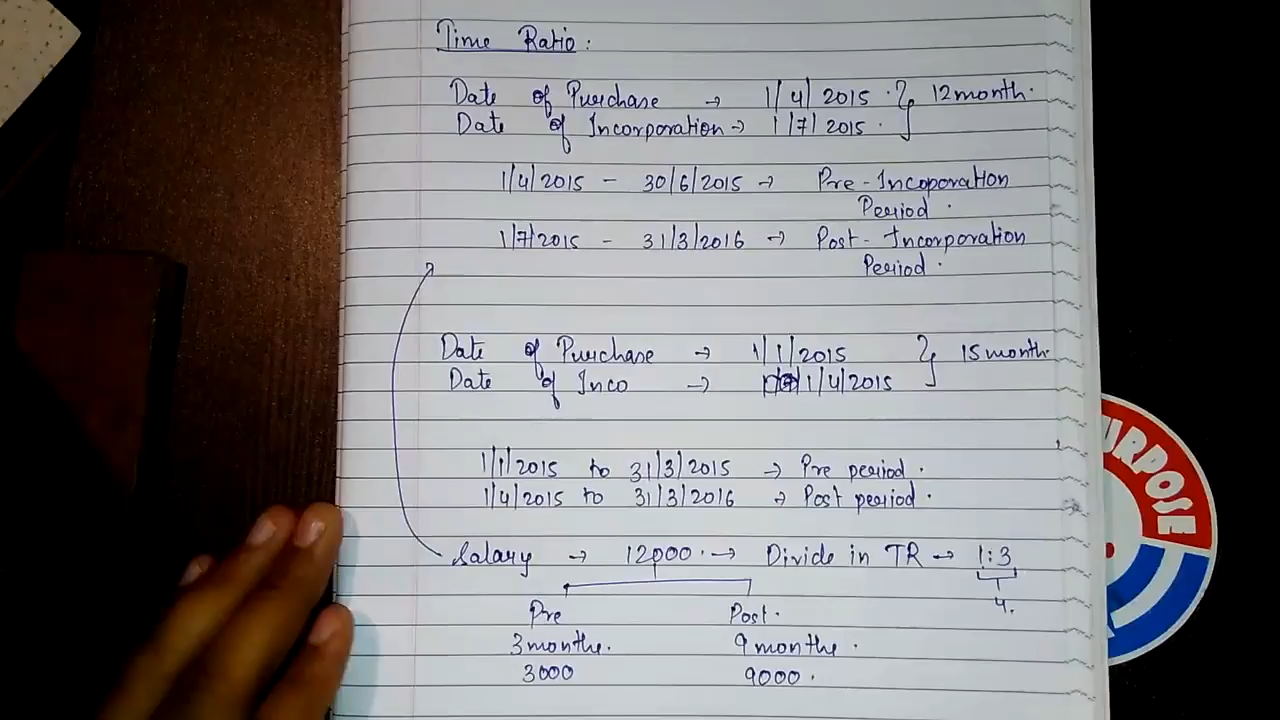 Time Ratio:
Date of Purchase → 1/4/2015. } 12 month.
Date of Incorporation → 1/7/2015.
1/4/2015 - 30/6/2015 → Pre-Incoporation
Period.
1/7/2015 - 31/3/2016 → Post-Incorporation
Period.
Date of Purchase → 1/1/2015 } 15 month.
Date of Inco → 1/4/2015
1/1/2015 to 31/3/2015 → Pre period.
1/4/2015 to 31/3/2016 → Post period.
Salary → 12000. → Divide in TR → 1:3
4.
Pre Post.
3 months. 9 months.
3000 9000.
URPOSE